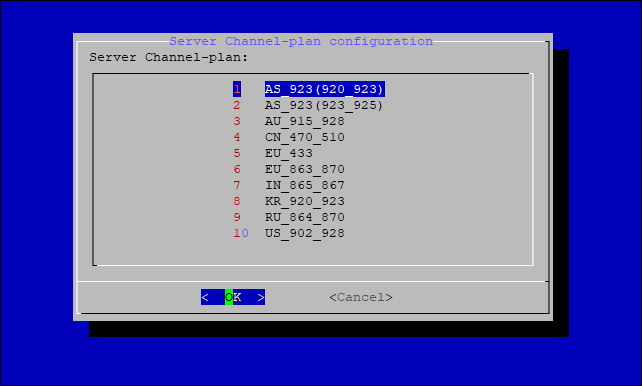 Server Channel-plan configuration
Server Channel-plan:
1 AS_923(920_923)
2 AS_923(923_925)
3 AU_915_928
4 CN_470_510
5 EU_433
6 EU_863_870
7 IN_865_867
8 KR_920_923
9 RU_864_870
10 US_902_928
< OK > <Cancel>